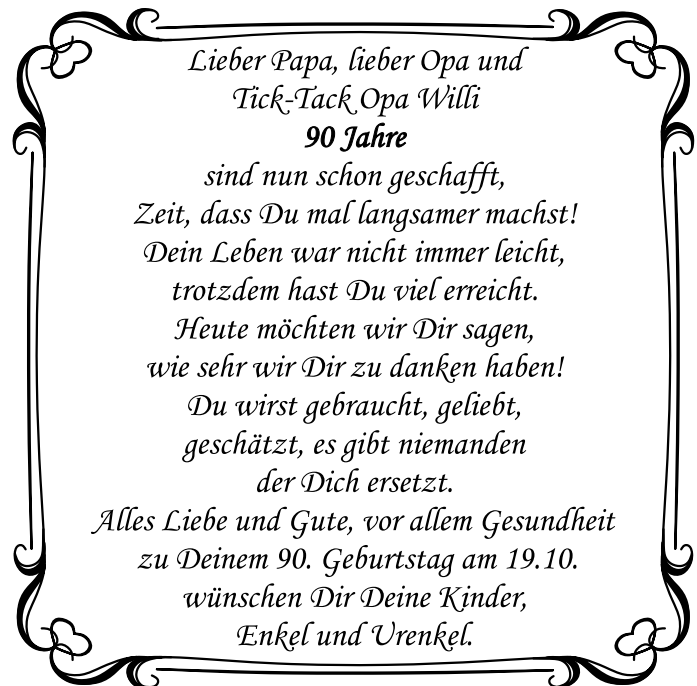 Lieber Papa, lieber Opa und
Tick-Tack Opa Willi
90 Jahre
sind nun schon geschafft,
Zeit, dass Du mal langsamer machst!
Dein Leben war nicht immer leicht,
trotzdem hast Du viel erreicht.
Heute möchten wir Dir sagen,
wie sehr wir Dir zu danken haben!
Du wirst gebraucht, geliebt,
geschätzt, es gibt niemanden
der Dich ersetzt.
Alles Liebe und Gute, vor allem Gesundheit
zu Deinem 90. Geburtstag am 19.10.
wünschen Dir Deine Kinder,
Enkel und Urenkel.